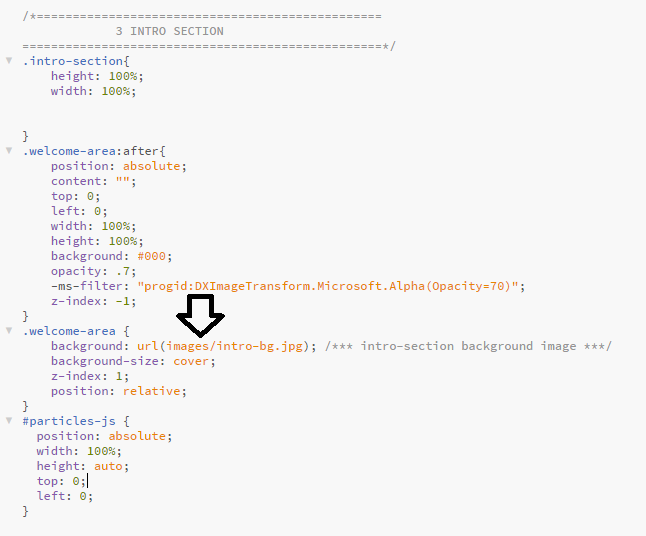 /*================================================
3 INTRO SECTION
==================================================*/
.intro-section{
height: 100%;
width: 100%;
}
.welcome-area:after{
position: absolute;
content: "";
top: 0;
left: 0;
width: 100%;
height: 100%;
background: #000;
opacity: .7;
-ms-filter: "progid:DXImageTransform.Microsoft.Alpha(Opacity=70)";
z-index: -1;
}
.welcome-area {
background: url(images/intro-bg.jpg); /*** intro-section background image ***/
background-size: cover;
z-index: 1;
position: relative;
}
#particles-js {
position: absolute;
width: 100%;
height: auto;
top: 0;
left: 0;
}